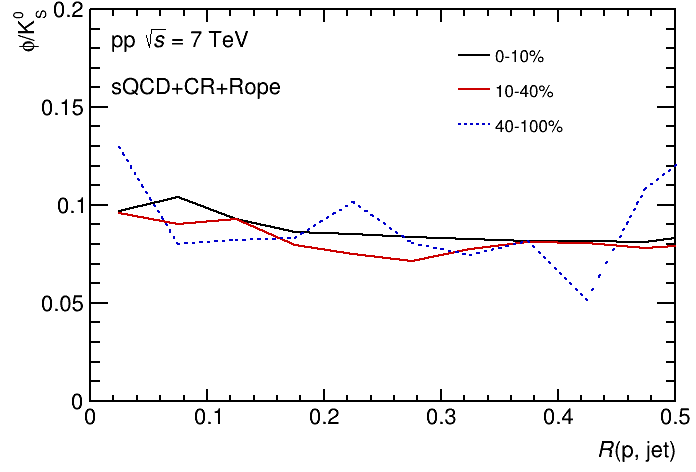 ϕ/K⁰ₛ
0.2
0.15
0.1
0.05
0
pp √s = 7 TeV
sQCD+CR+Rope
0-10%
10-40%
40-100%
0 0.1 0.2 0.3 0.4 0.5
R(p, jet)